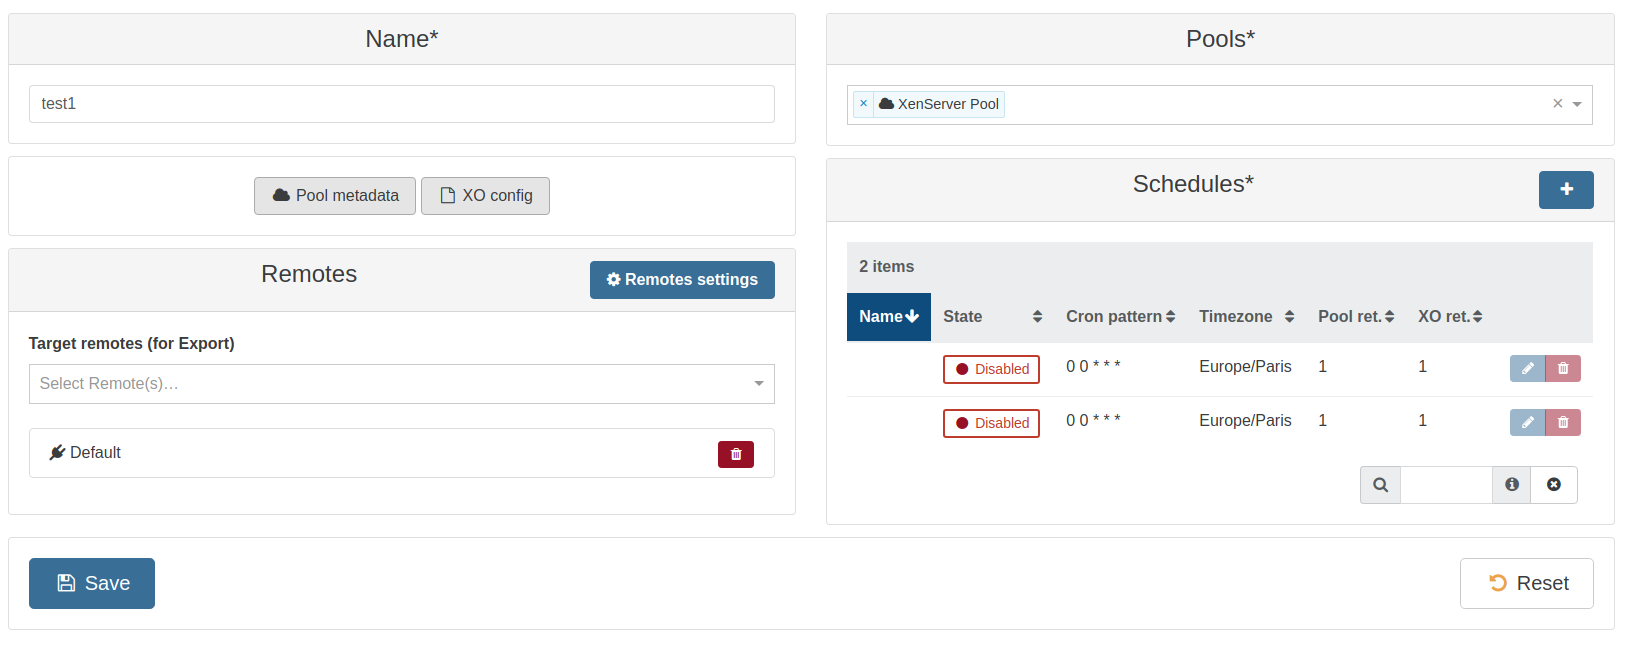 Name*
test1
Pool metadata
XO config
Remotes
Remotes settings
Target remotes (for Export)
Select Remote(s)…
Default
Pools*
× XenServer Pool ×
Schedules*
2 items
Name State Cron pattern Timezone Pool ret. XO ret.
Disabled 0 0 * * * Europe/Paris 1 1
Disabled 0 0 * * * Europe/Paris 1 1
Save
Reset